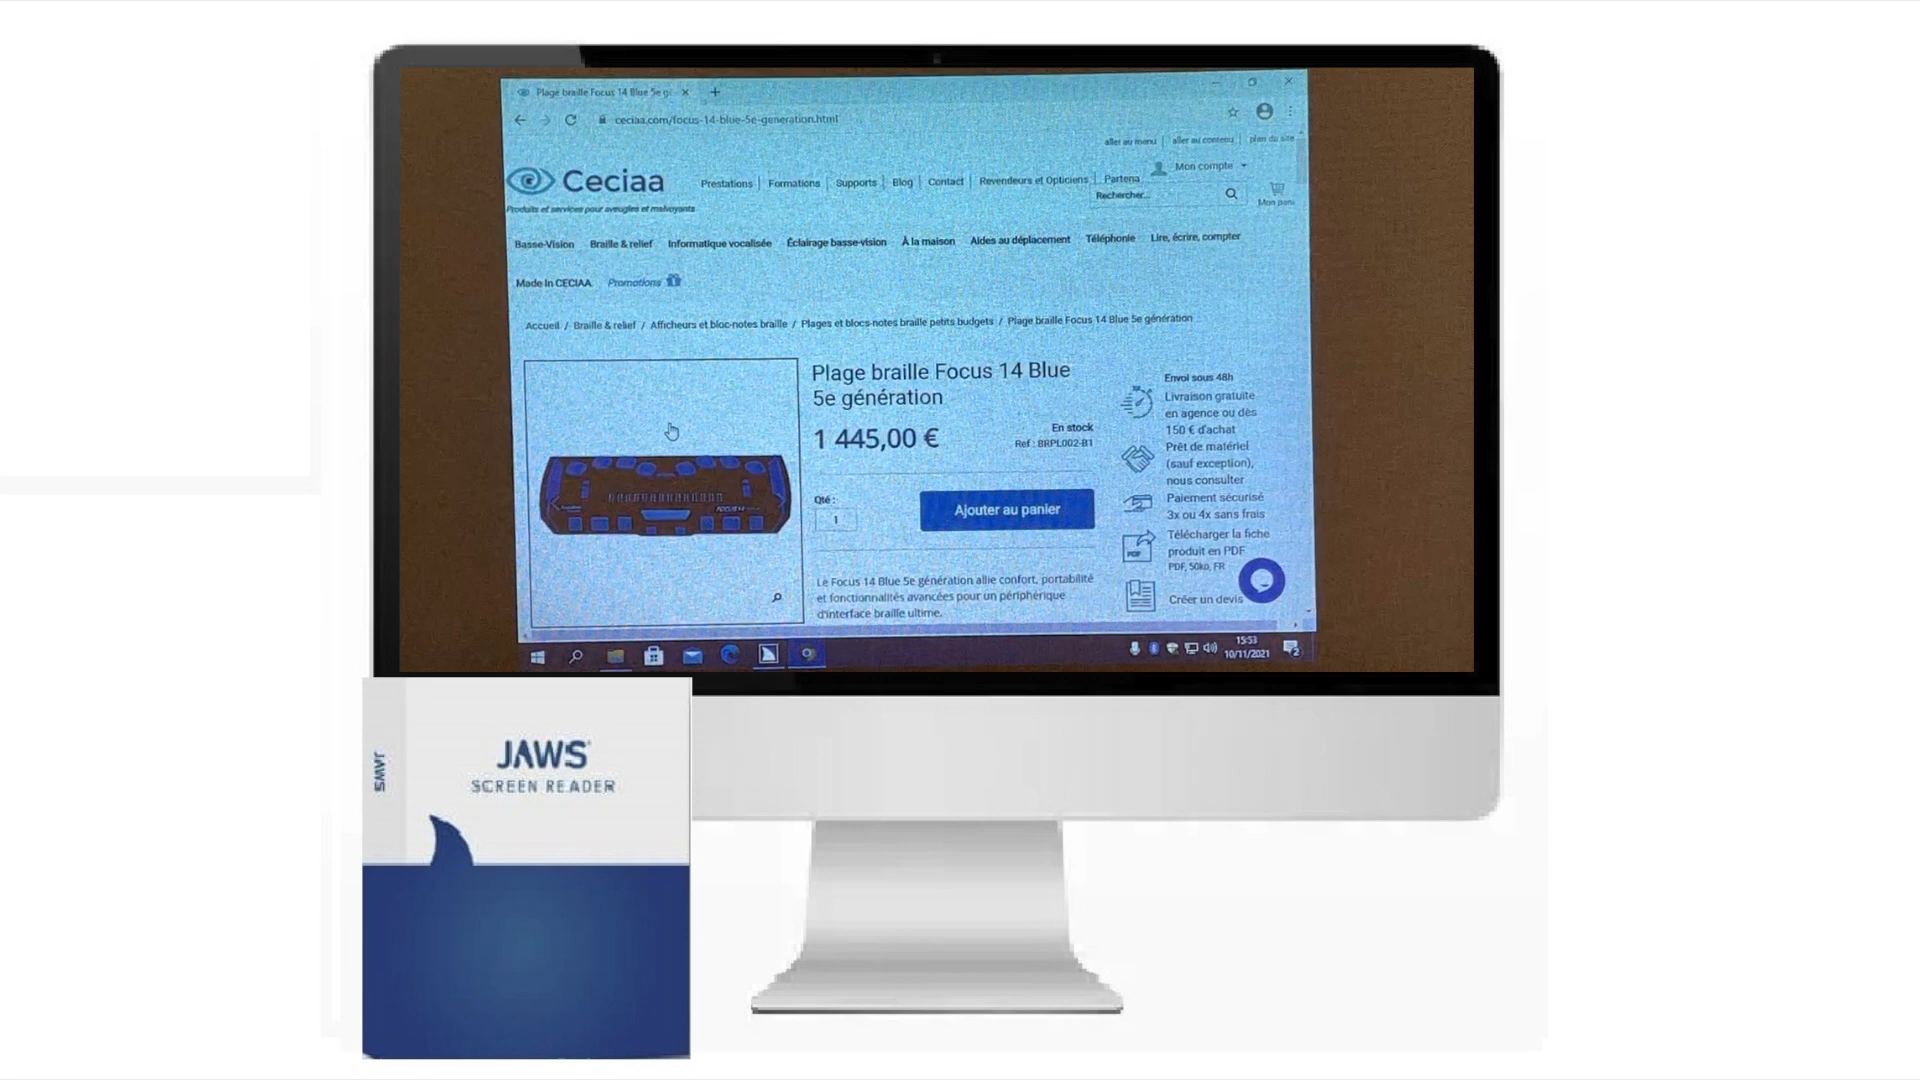 Plage braille Focus 14 Blue 5e g
ceciaa.com/focus-14-blue-5e-generation.html
aller au menu | aller au contenu | plan du site
Mon compte
Ceciaa
Produits et services pour aveugles et malvoyants
Prestations | Formations | Supports | Blog | Contact | Revendeurs et Opticiens | Partena
Rechercher...
Mon pani
Basse-Vision Braille & relief Informatique vocalisée Éclairage basse-vision À la maison Aides au déplacement Téléphonie Lire, écrire, compter
Made In CECIAA Promotions
Accueil / Braille & relief / Afficheurs et bloc-notes braille / Plages et blocs-notes braille petits budgets / Plage braille Focus 14 Blue 5e génération
FOCUS 14
Plage braille Focus 14 Blue
5e génération
1 445,00 €
En stock
Ref : BRPL002-B1
Qté :
1
Ajouter au panier
Le Focus 14 Blue 5e génération allie confort, portabilité
et fonctionnalités avancées pour un périphérique
d'interface braille ultime.
Envoi sous 48h
Livraison gratuite
en agence ou dès
150 € d'achat
Prêt de matériel
(sauf exception),
nous consulter
Paiement sécurisé
3x ou 4x sans frais
PDF
Télécharger la fiche
produit en PDF
PDF, 50ko, FR
Créer un devis
15:53
10/11/2021
2
JAWS
JAWS
SCREEN READER